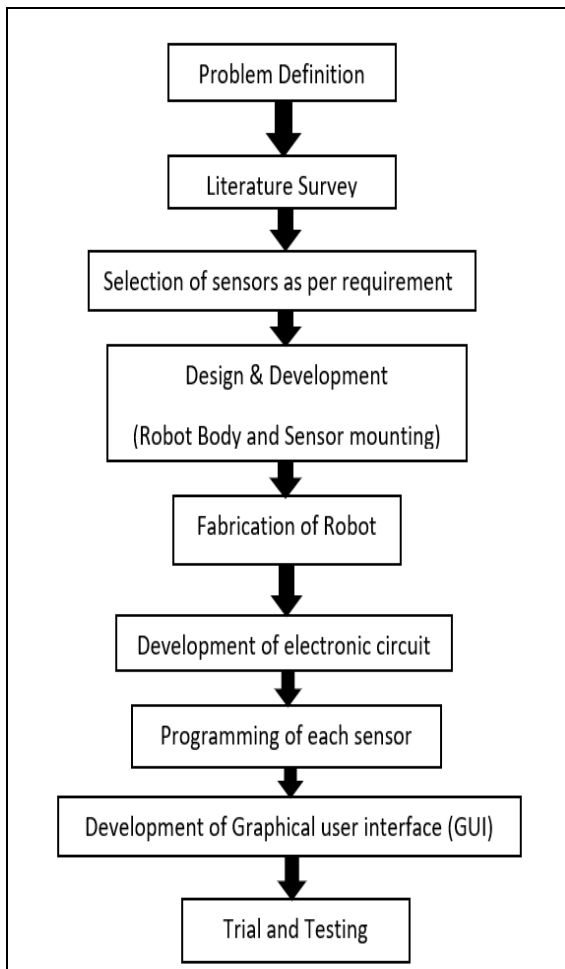 Problem Definition
Literature Survey
Selection of sensors as per requirement
Design & Development
(Robot Body and Sensor mounting)
Fabrication of Robot
Development of electronic circuit
Programming of each sensor
Development of Graphical user interface (GUI)
Trial and Testing